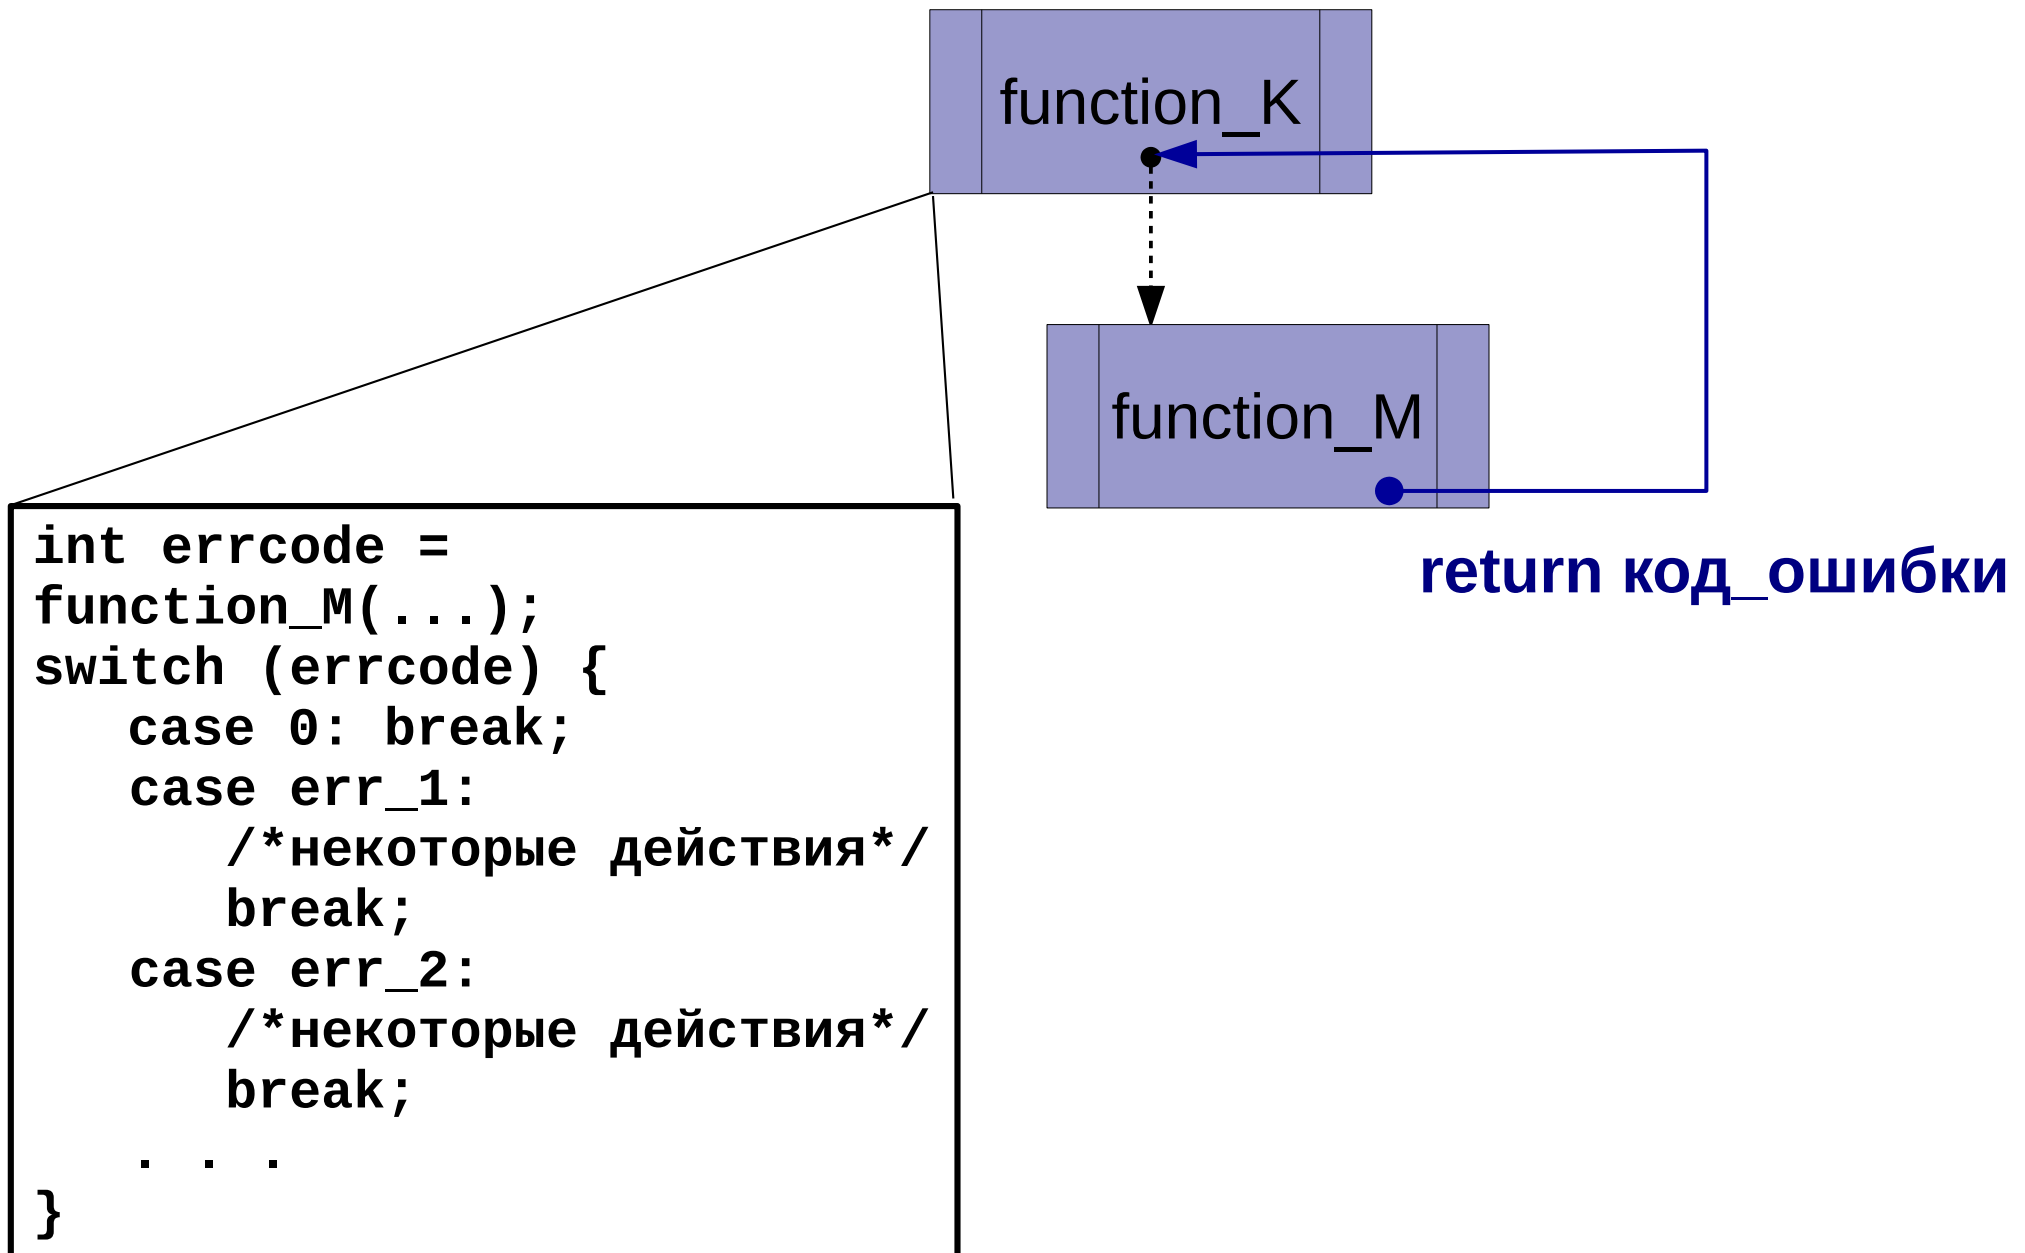 function_K
function_M
return код_ошибки
int errcode =
function_M(...);
switch (errcode) {
case 0: break;
case err_1:
/*некоторые действия*/
break;
case err_2:
/*некоторые действия*/
break;
. . .
}